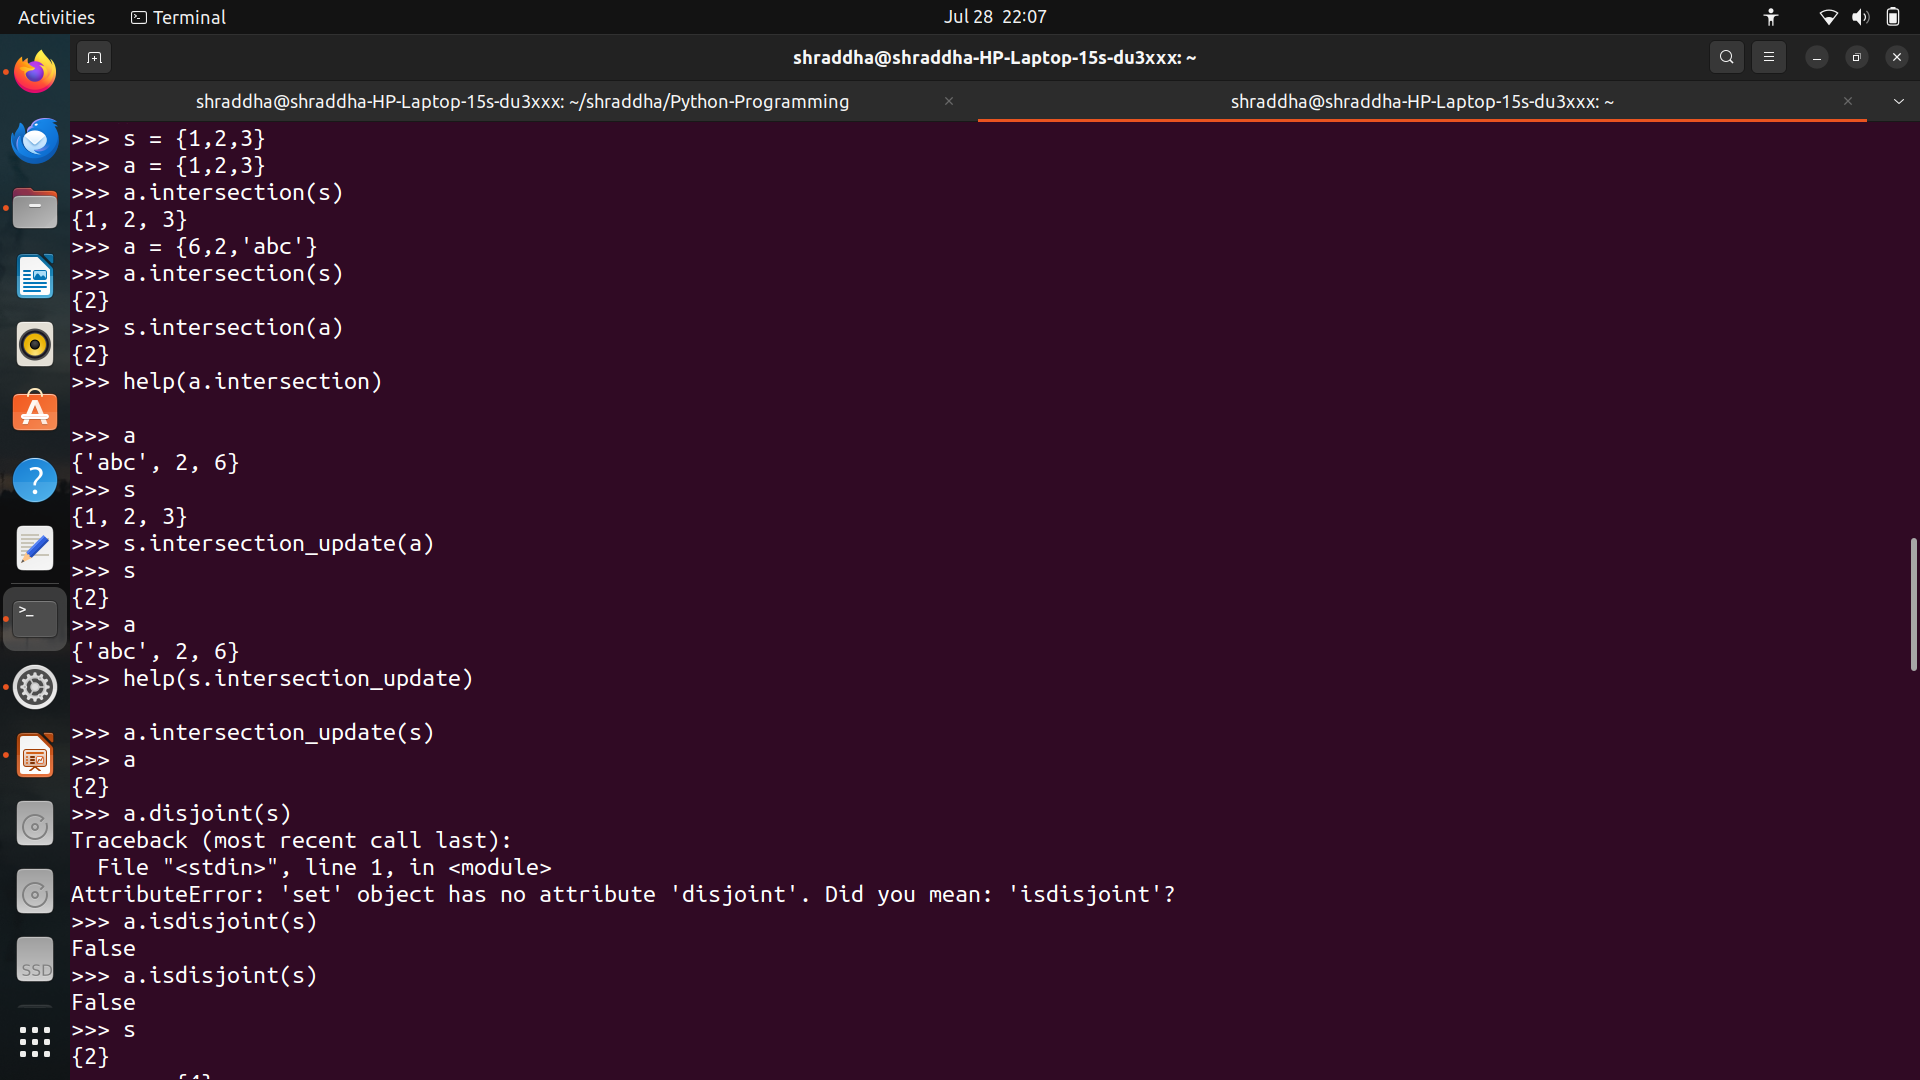 Activities
Terminal
Jul 28 22:07
shraddha@shraddha-HP-Laptop-15s-du3xxx: ~
shraddha@shraddha-HP-Laptop-15s-du3xxx: ~/shraddha/Python-Programming
shraddha@shraddha-HP-Laptop-15s-du3xxx: ~
>>> s = {1,2,3}
>>> a = {1,2,3}
>>> a.intersection(s)
{1, 2, 3}
>>> a = {6,2,'abc'}
>>> a.intersection(s)
{2}
>>> s.intersection(a)
{2}
>>> help(a.intersection)
>>> a
{'abc', 2, 6}
>>> s
{1, 2, 3}
>>> s.intersection_update(a)
>>> s
{2}
>>> a
{'abc', 2, 6}
>>> help(s.intersection_update)
>>> a.intersection_update(s)
>>> a
{2}
>>> a.disjoint(s)
Traceback (most recent call last):
  File "<stdin>", line 1, in <module>
AttributeError: 'set' object has no attribute 'disjoint'. Did you mean: 'isdisjoint'?
>>> a.isdisjoint(s)
False
>>> a.isdisjoint(s)
False
>>> s
{2}
SSD